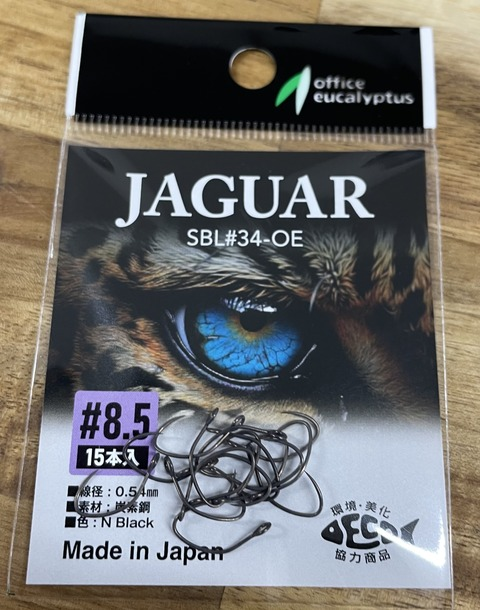 office
eucalyptus
JAGUAR
SBL#34-OE
#8.5
15本入
■線径：0.54mm
■素材：炭素鋼
■色：N Black
Made in Japan
環境・美化
DECOY
協力商品